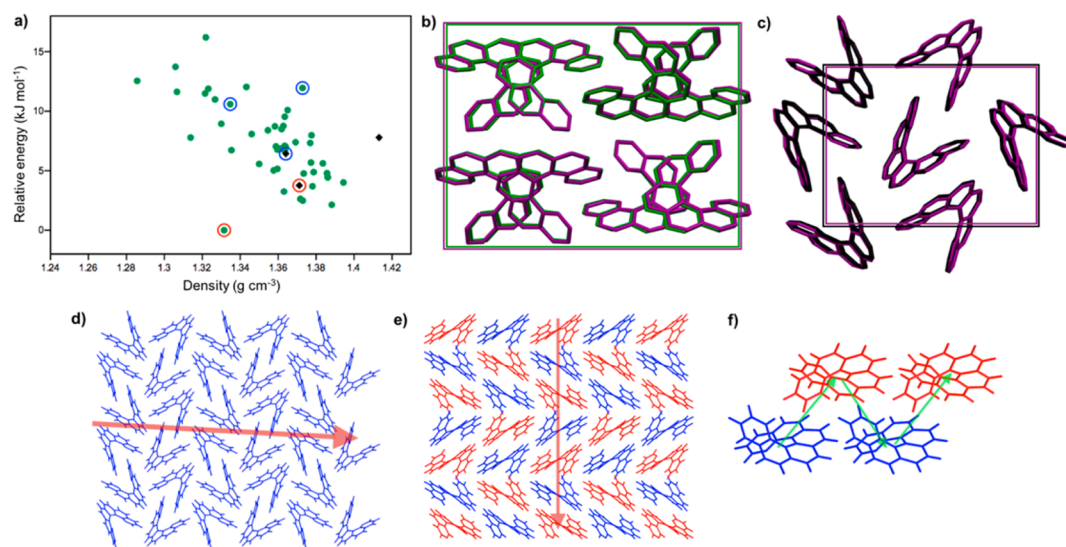 a)
Relative energy (kJ mol⁻¹)
15
10
5
0
1.24
1.26
1.28
1.3
1.32
1.34
1.36
1.38
1.4
1.42
Density (g cm⁻³)
b)
c)
d)
e)
f)